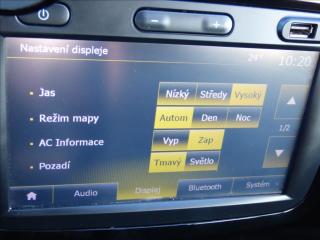 Nastavení displeje 24° 10:20
Jas Nízký Středy Vysoký
Režim mapy Autom Den Noc
AC Informace Vyp Zap
1/2
Pozadí Tmavý Světlo
Audio Displej Bluetooth Systém